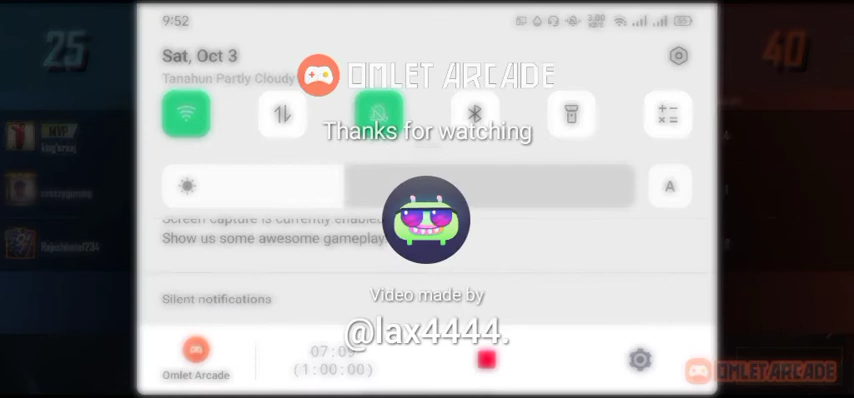 25
9:52
40
Sat, Oct 3
Tanahun Partly Cloudy
OMLET ARCADE
MVP
Thanks for watching
A
Screen capture is currently enabled
Show us some awesome gameplay
Silent notifications
Video made by
@lax4444.
07:09
(1:00:00)
Omlet Arcade
OMLET ARCADE